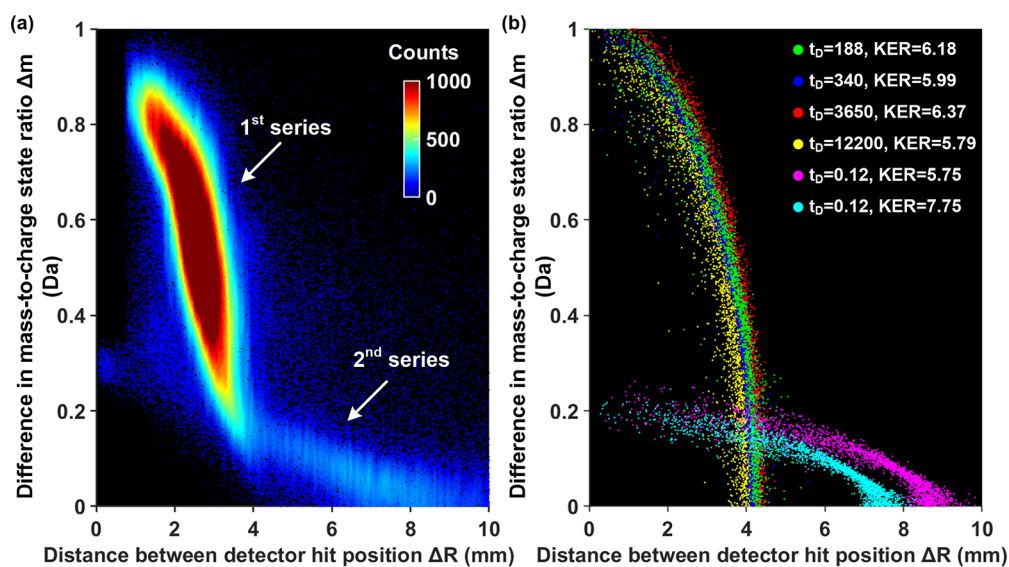 (a)
1
0.8
0.6
0.4
0.2
0
0
2
4
6
8
10
Difference in mass-to-charge state ratio Δm
(Da)
Distance between detector hit position ΔR (mm)
Counts
1000
500
0
1st series
2nd series
(b)
1
0.8
0.6
0.4
0.2
0
0
2
4
6
8
10
Difference in mass-to-charge state ratio Δm
(Da)
Distance between detector hit position ΔR (mm)
tD=188, KER=6.18
tD=340, KER=5.99
tD=3650, KER=6.37
tD=12200, KER=5.79
tD=0.12, KER=5.75
tD=0.12, KER=7.75